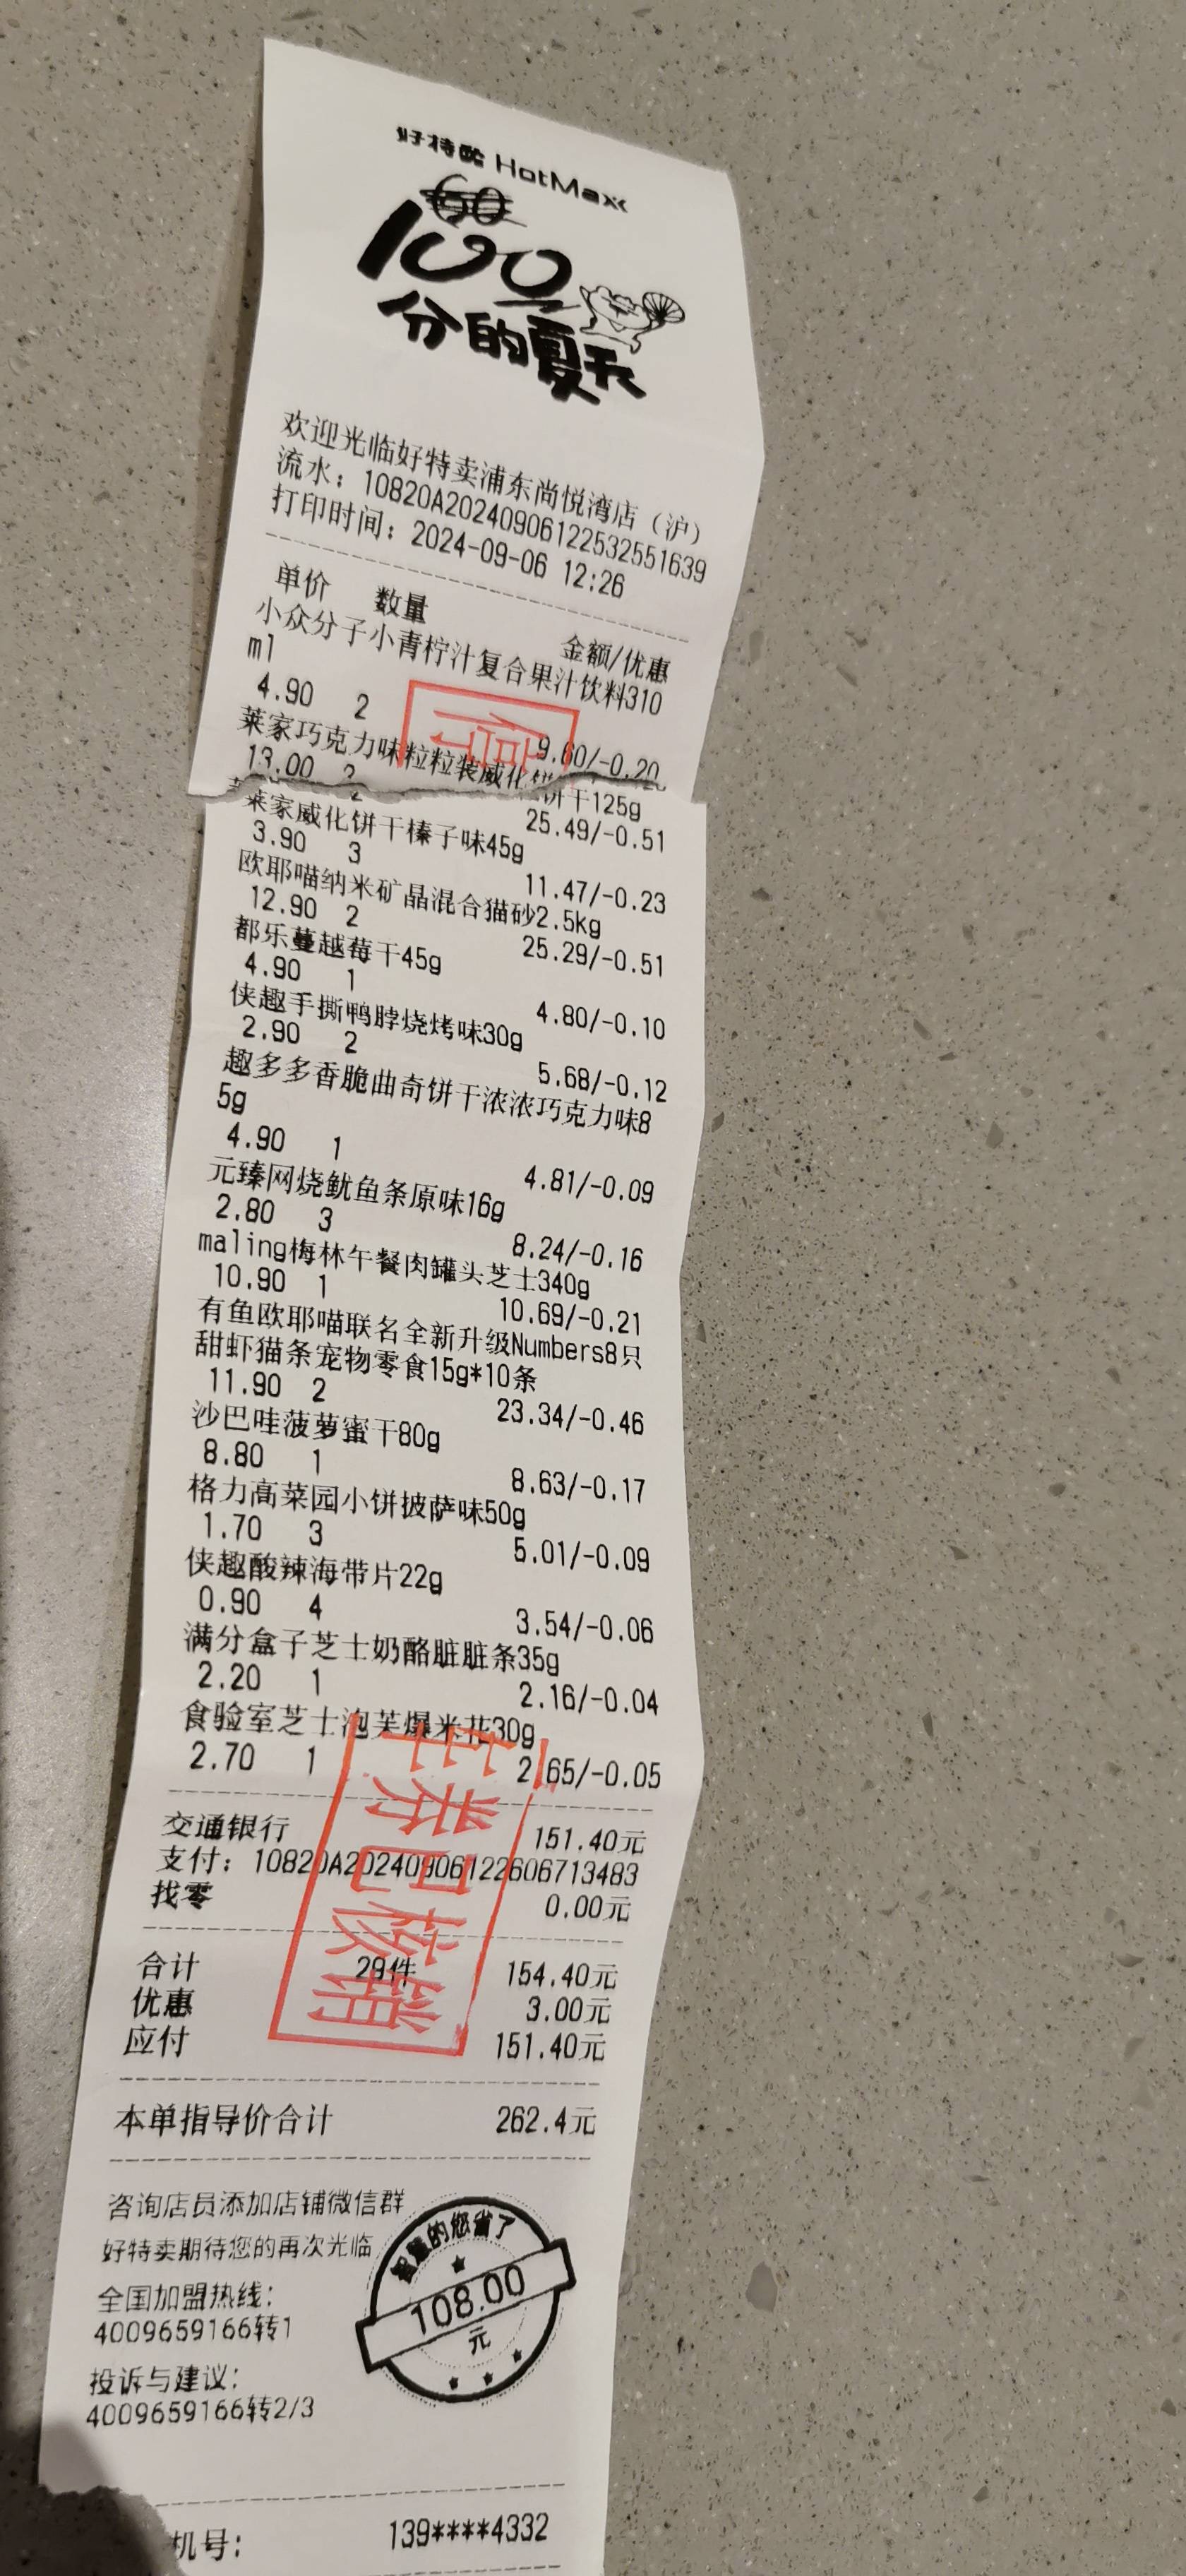 好特卖 HotMaxx
60
100
分的夏天
欢迎光临好特卖浦东尚悦湾店（沪）
流水：10820A20240906122532551639
打印时间：2024-09-06 12:26
单价 数量 金额/优惠
小众分子小青柠汁复合果汁饮料310
ml
4.90 2 9.60/-0.20
莱家巧克力味粒粒装威化饼干125g
13.00 2 25.49/-0.51
莱家威化饼干榛子味45g
3.90 3 11.47/-0.23
欧耶喵纳米矿晶混合猫砂2.5kg
12.90 2 25.29/-0.51
都乐蔓越莓干45g
4.90 1 4.80/-0.10
侠趣手撕鸭脖烧烤味30g
2.90 2 5.68/-0.12
趣多多香脆曲奇饼干浓浓巧克力味8
5g
4.90 1 4.81/-0.09
元臻网烧鱿鱼条原味16g
2.80 3 8.24/-0.16
maling梅林午餐肉罐头芝士340g
10.90 1 10.69/-0.21
有鱼欧耶喵联名全新升级Numbers8只
甜虾猫条宠物零食15g*10条
11.90 2 23.34/-0.46
沙巴哇菠萝蜜干80g
8.80 1 8.63/-0.17
格力高菜园小饼披萨味50g
1.70 3 5.01/-0.09
侠趣酸辣海带片22g
0.90 4 3.54/-0.06
满分盒子芝士奶酪脏脏条35g
2.20 1 2.16/-0.04
食验室芝士泡芙爆米花30g
2.70 1 2.65/-0.05
交通银行 151.40元
支付：10820A20240906122606713483
找零 0.00元
合计 29件 154.40元
优惠 3.00元
应付 151.40元
券已核销
本单指导价合计 262.4元
咨询店员添加店铺微信群
好特卖期待您的再次光临
全国加盟热线：
4009659166转1
投诉与建议：
4009659166转2/3
的您省了
108.00
元
机号： 139****4332